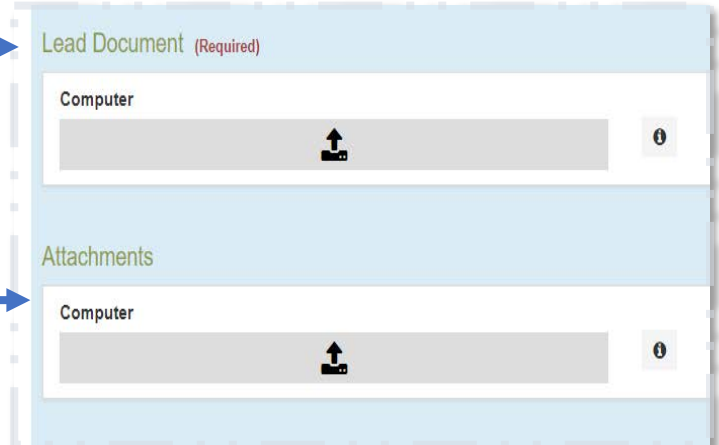 Lead Document (Required)
Computer
Attachments
Computer